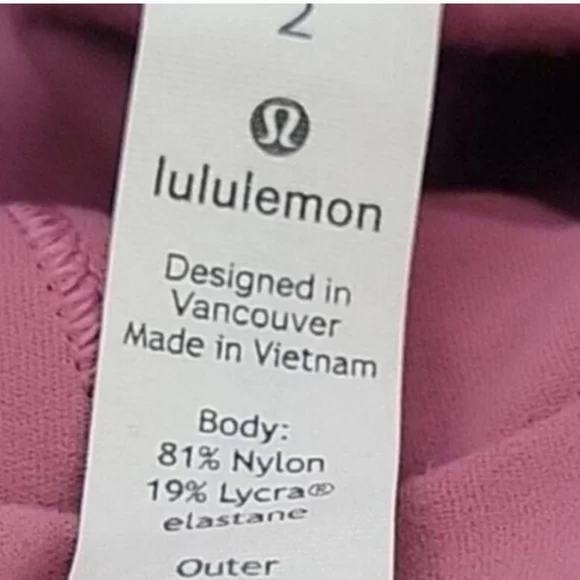 2
lululemon
Designed in
Vancouver
Made in Vietnam
Body:
81% Nylon
19% Lycra®
elastane
Outer